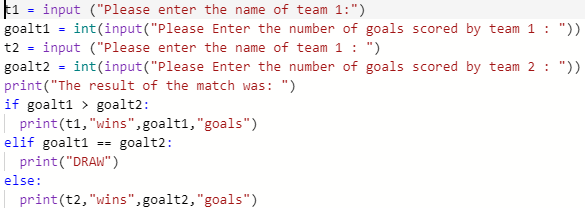 t1 = input ("Please enter the name of team 1:")
goalt1 = int(input("Please Enter the number of goals scored by team 1 : "))
t2 = input ("Please enter the name of team 1 : ")
goalt2 = int(input("Please Enter the number of goals scored by team 2 : "))
print("The result of the match was: ")
if goalt1 > goalt2:
  print(t1,"wins",goalt1,"goals")
elif goalt1 == goalt2:
  print("DRAW")
else:
  print(t2,"wins",goalt2,"goals")